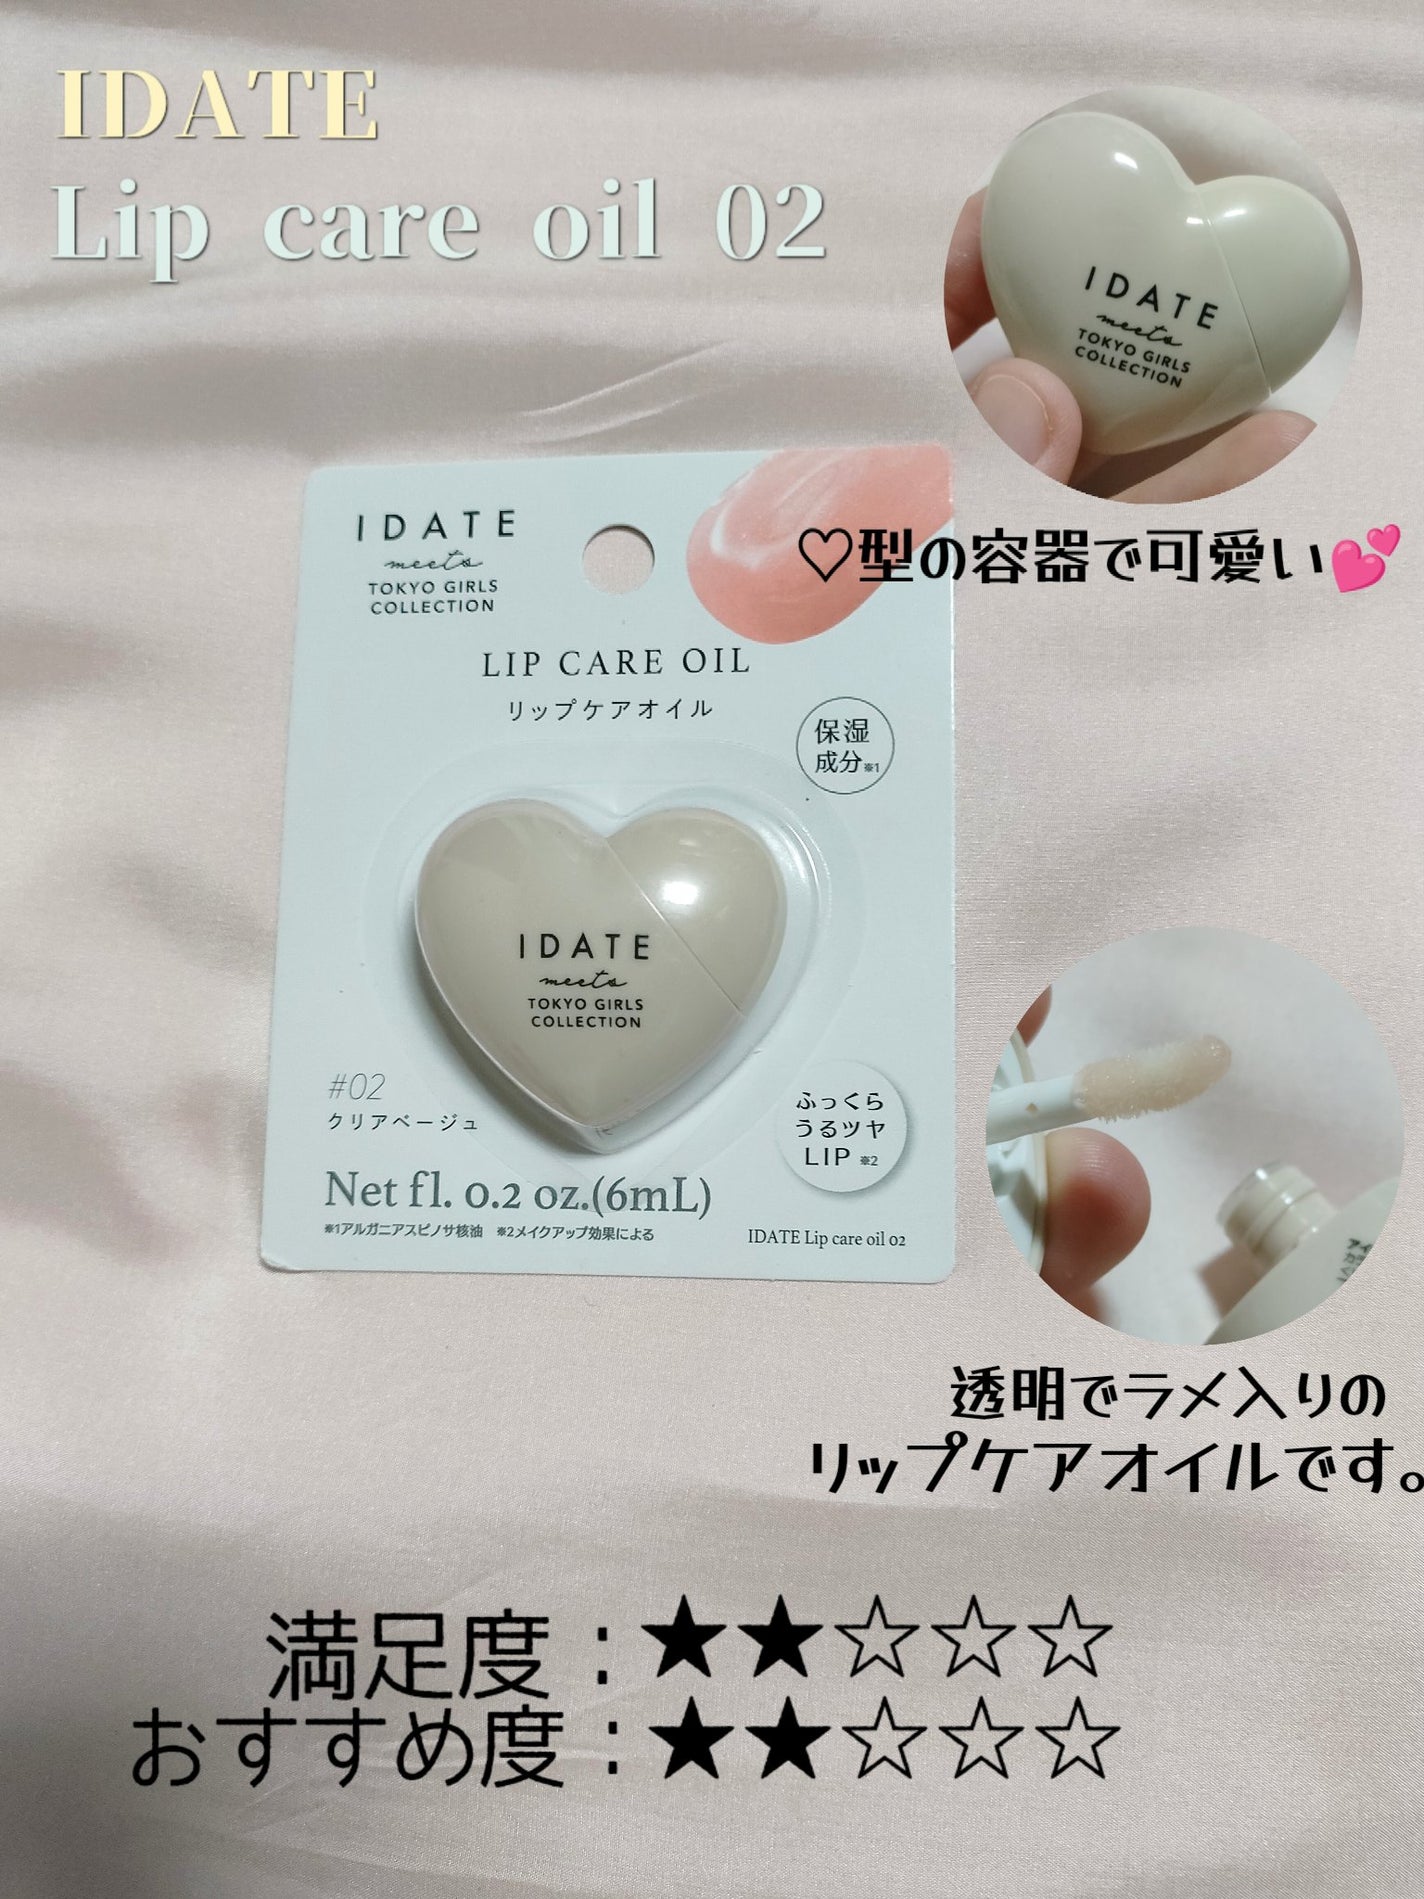 IDATE
Lip care oil 02
IDATE
meets
TOKYO GIRLS
COLLECTION
♡型の容器で可愛い💕
IDATE
meets
TOKYO GIRLS
COLLECTION
LIP CARE OIL
リップケアオイル
保湿
成分※1
IDATE
meets
TOKYO GIRLS
COLLECTION
#02
クリアベージュ
ふっくら
うるツヤ
LIP ※2
Net fl. 0.2 oz.(6mL)
※1アルガニアスピノサ核油 ※2メイクアップ効果による
IDATE Lip care oil 02
透明でラメ入りの
リップケアオイルです。
満足度：★★☆☆☆
おすすめ度：★★☆☆☆